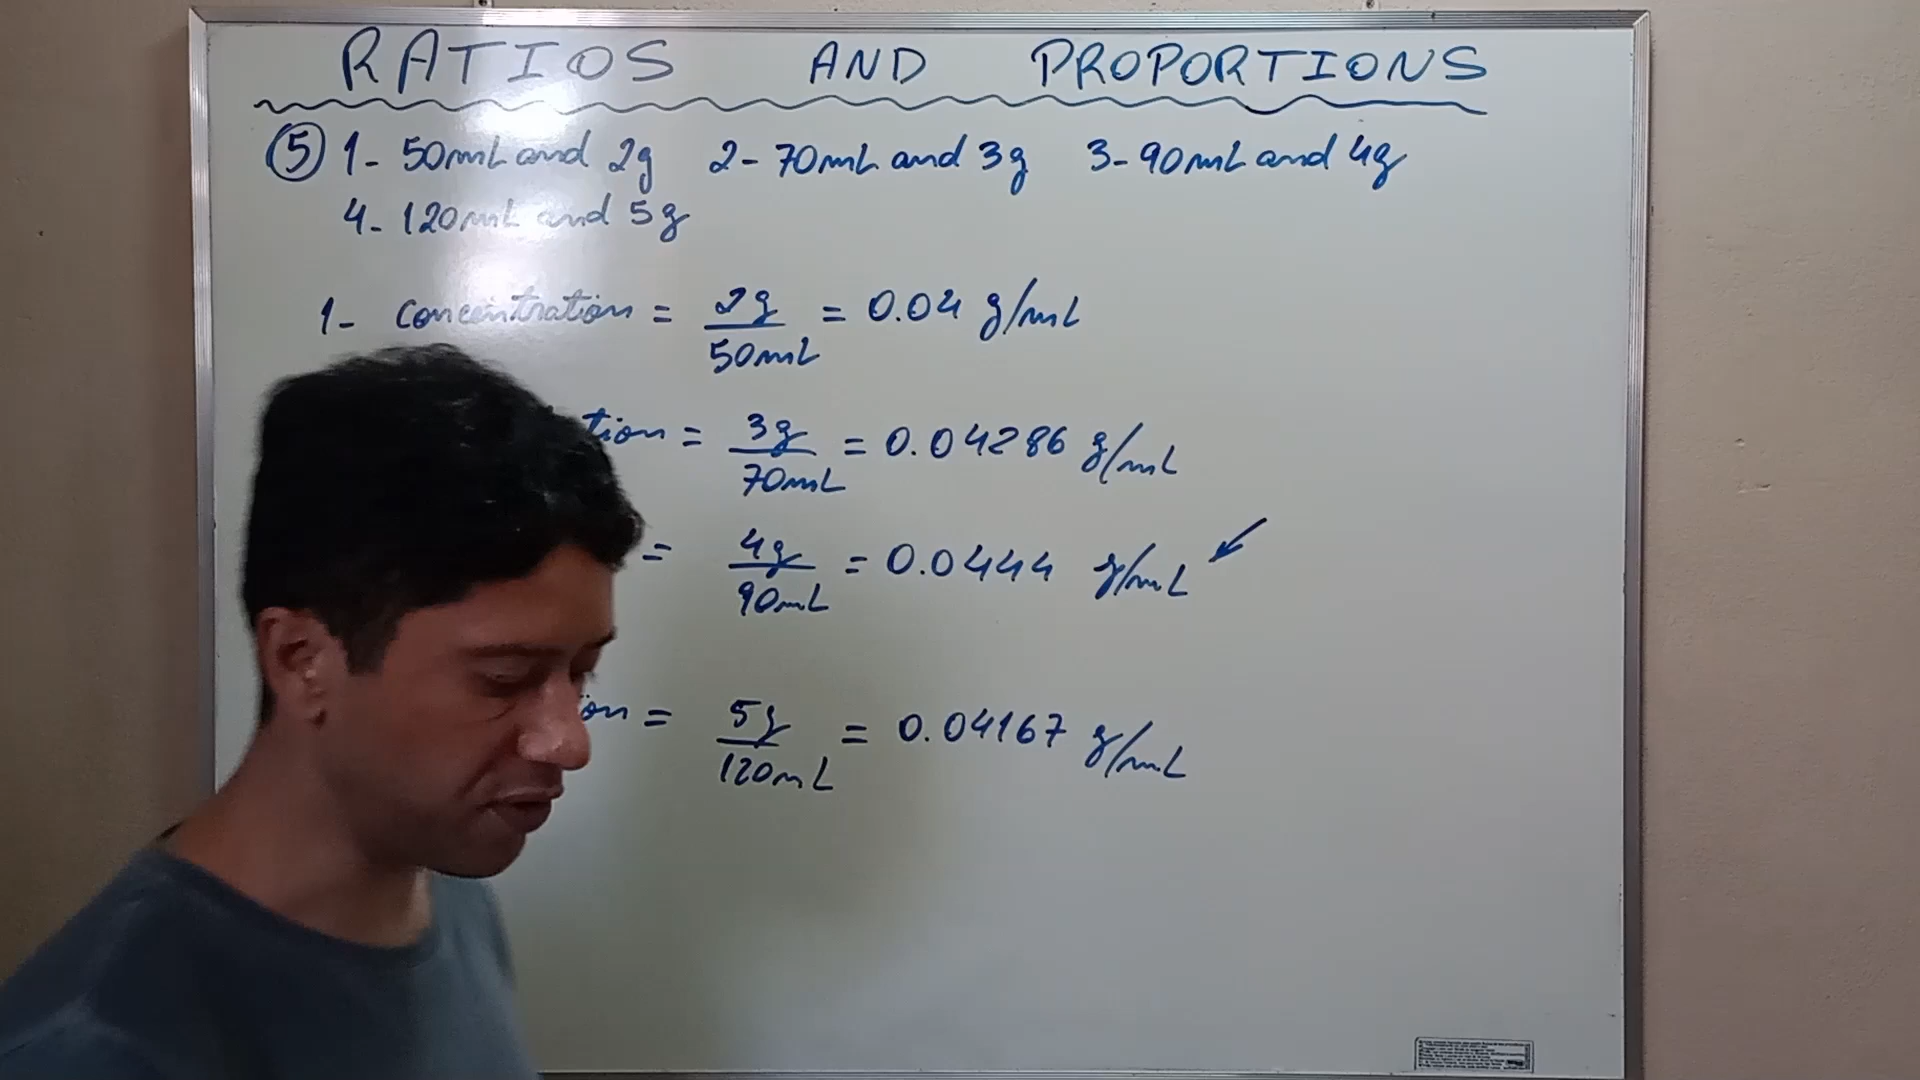 RATIOS AND PROPORTIONS
5 1- 50mL and 2g 2- 70mL and 3g 3- 90mL and 4g
4- 120mL and 5g
1- concentration = 2g/50mL = 0.04 g/mL
tion = 3g/70mL = 0.04286 g/mL
= 4g/90mL = 0.0444 g/mL
on = 5g/120mL = 0.04167 g/mL